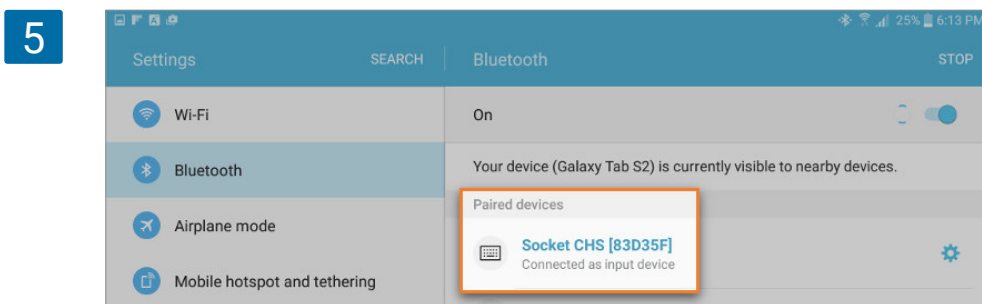 5
25% 6:13 PM
Settings SEARCH Bluetooth STOP
Wi-Fi On
Bluetooth Your device (Galaxy Tab S2) is currently visible to nearby devices.
Paired devices
Airplane mode Socket CHS [83D35F]
Connected as input device
Mobile hotspot and tethering